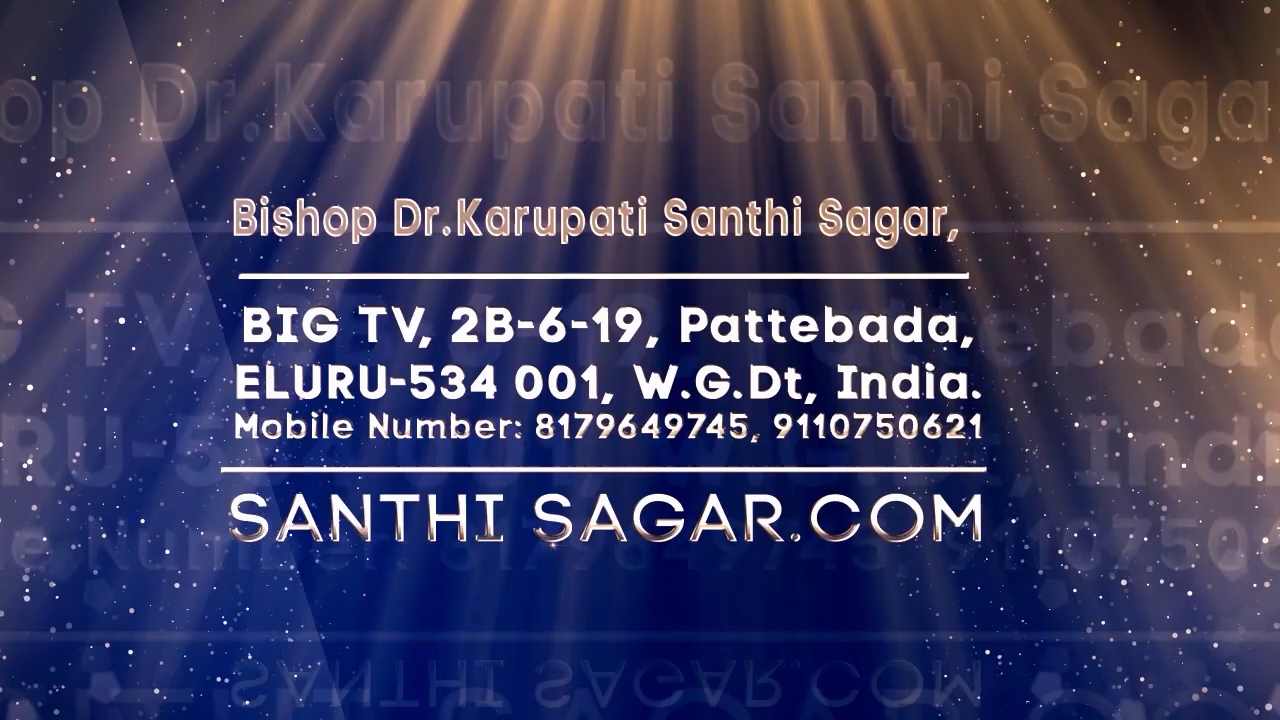 Bishop Dr.Karupati Santhi Sagar,
BIG TV, 2B-6-19, Pattebada,
ELURU-534 001, W.G.Dt, India.
Mobile Number: 8179649745, 9110750621
SANTHI SAGAR.COM